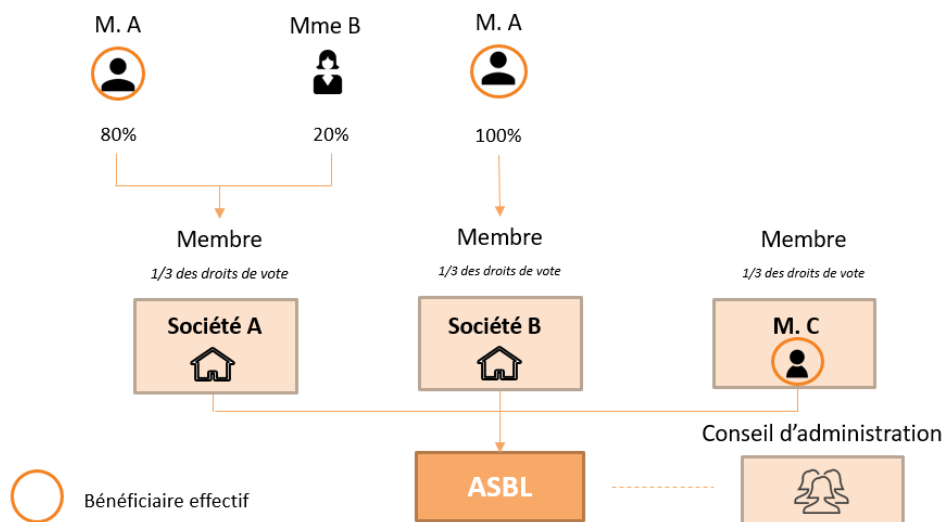 M. A
Mme B
M. A
80%
20%
100%
Membre
1/3 des droits de vote
Société A
Membre
1/3 des droits de vote
Société B
Membre
1/3 des droits de vote
M. C
Conseil d'administration
ASBL
Bénéficiaire effectif